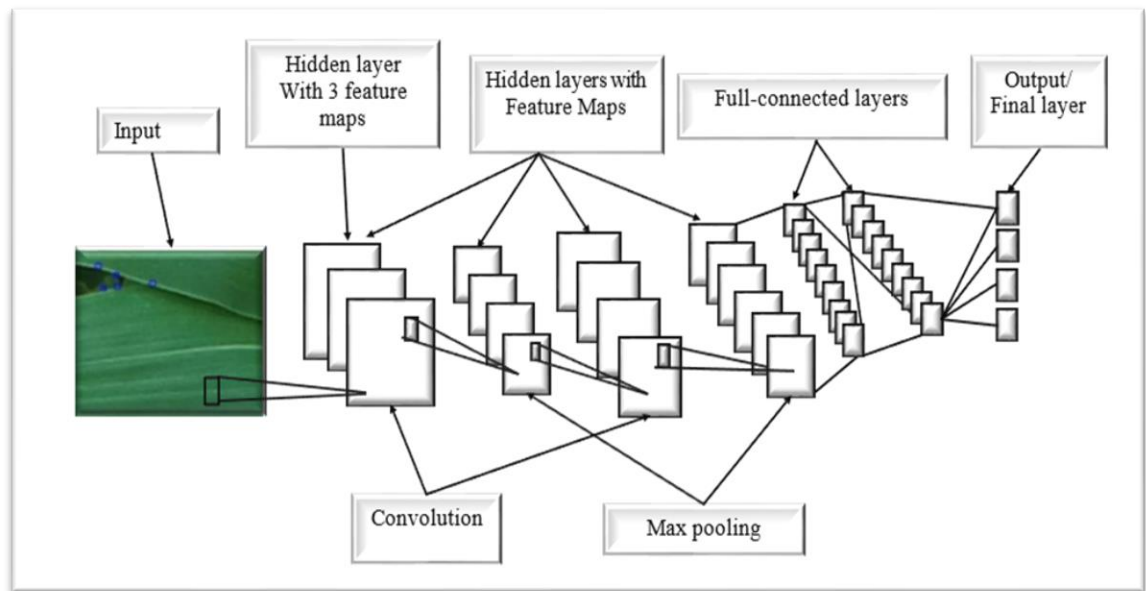 Input
Hidden layer
With 3 feature
maps
Hidden layers with
Feature Maps
Full-connected layers
Output/
Final layer
Convolution
Max pooling